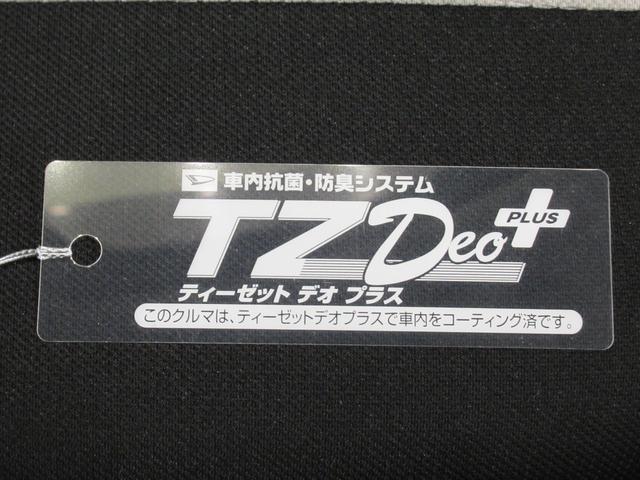 車内抗菌・防臭システム
TZDeo PLUS
ティーゼット デオ プラス
このクルマは、ティーゼットデオプラスで車内をコーティング済です。